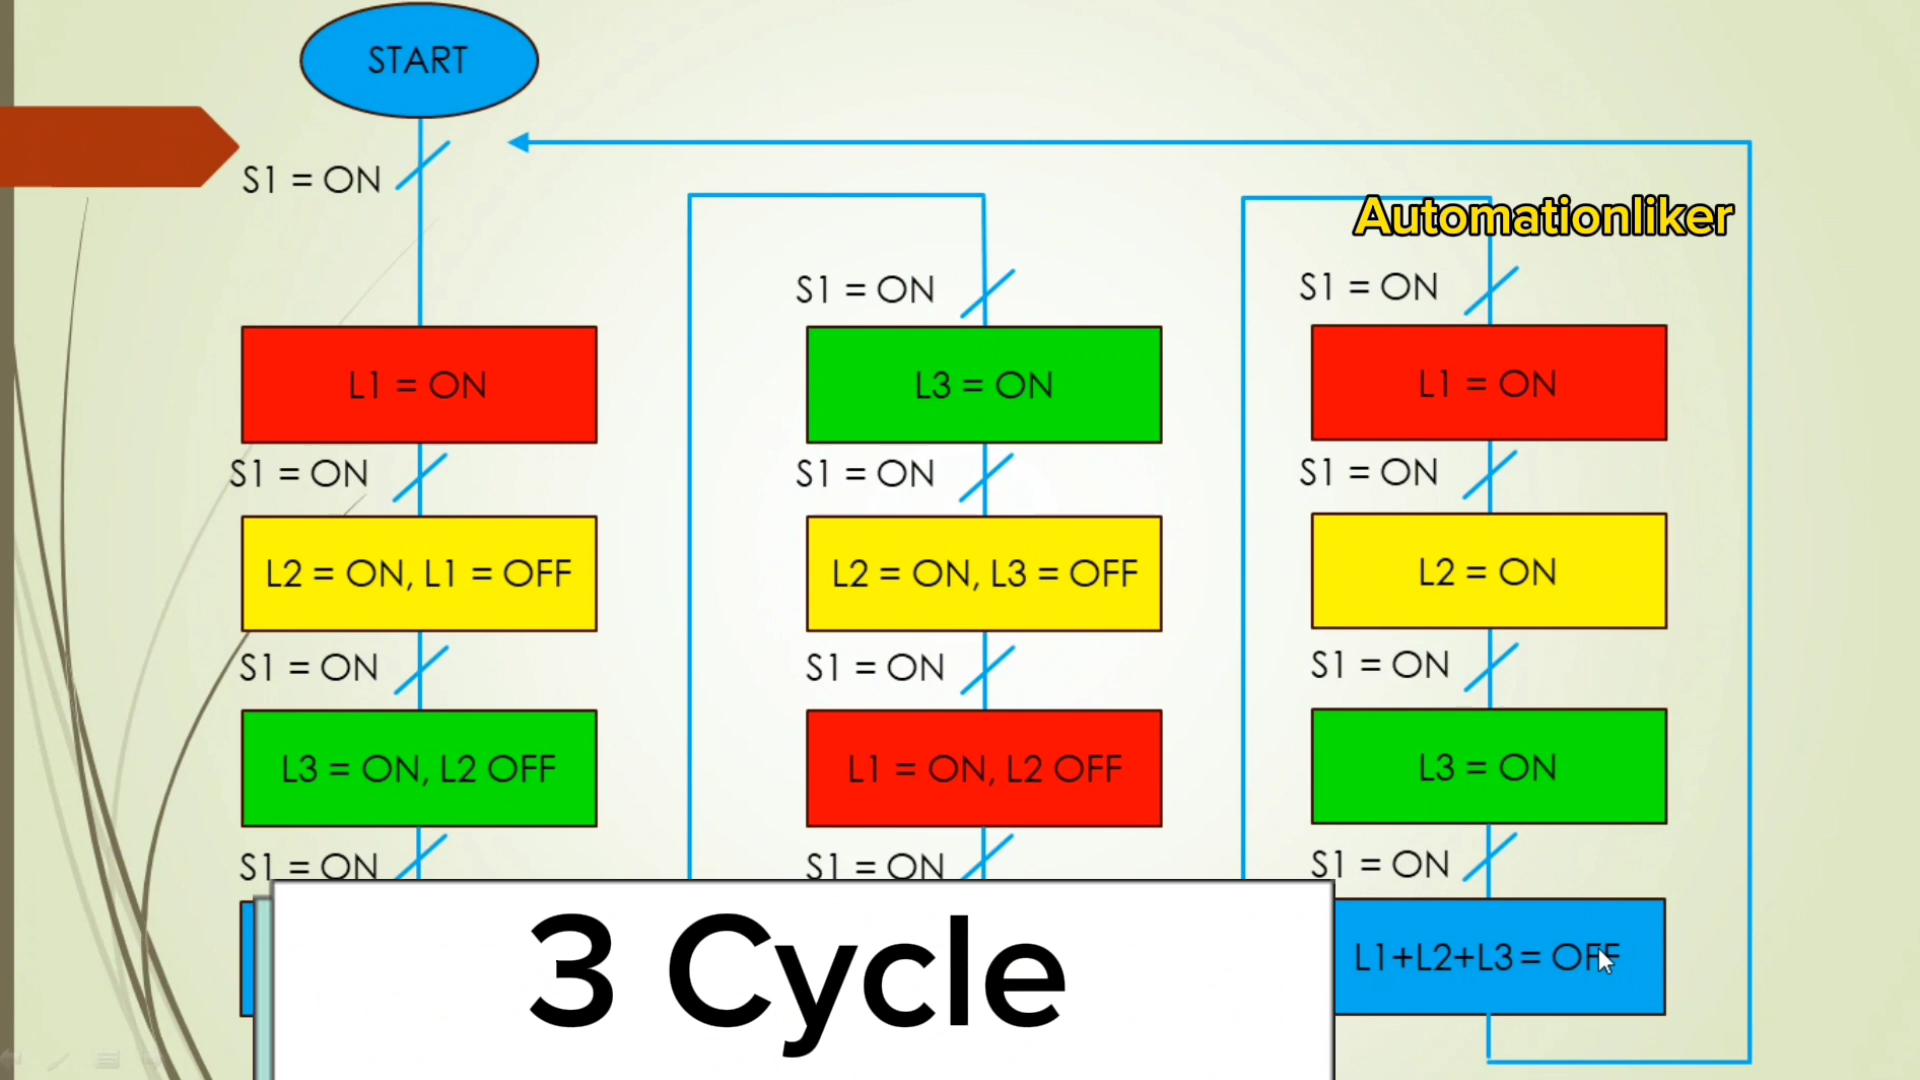 START
S1 = ON
L1 = ON
S1 = ON
L2 = ON, L1 = OFF
S1 = ON
L3 = ON, L2 OFF
S1 = ON
S1 = ON
L3 = ON
S1 = ON
L2 = ON, L3 = OFF
S1 = ON
L1 = ON, L2 OFF
S1 = ON
Automationliker
S1 = ON
L1 = ON
S1 = ON
L2 = ON
S1 = ON
L3 = ON
S1 = ON
L1+L2+L3 = OFF
3 Cycle